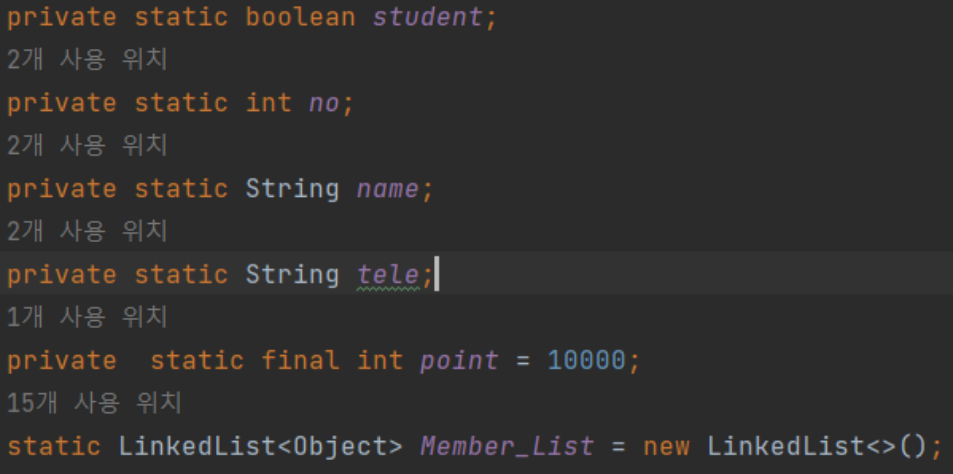 private static boolean student;
2개 사용 위치
private static int no;
2개 사용 위치
private static String name;
2개 사용 위치
private static String tele;
1개 사용 위치
private  static final int point = 10000;
15개 사용 위치
static LinkedList<Object> Member_List = new LinkedList<>();